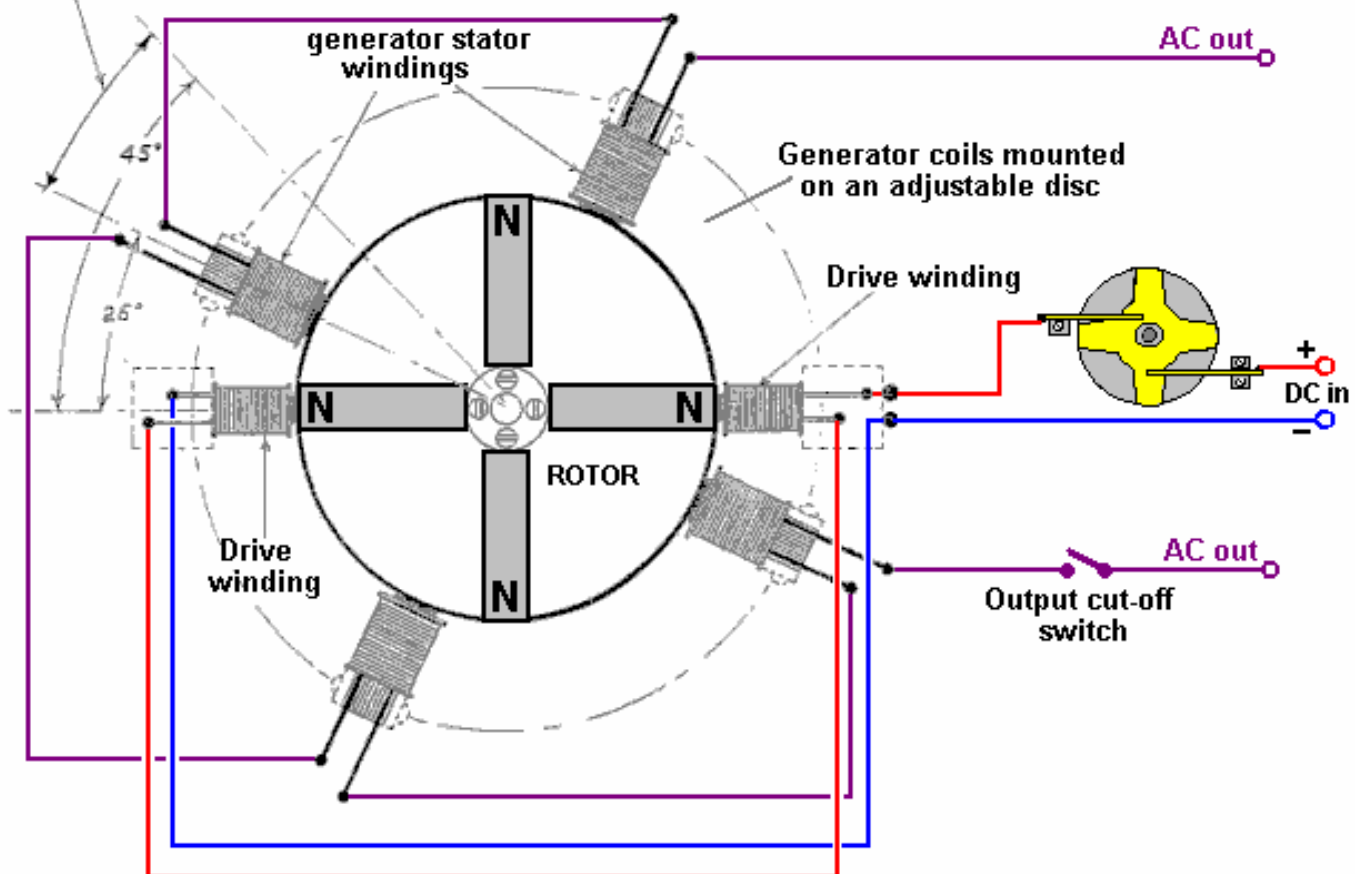 generator stator
windings
AC out
45°
Generator coils mounted
on an adjustable disc
N
Drive winding
26°
+
DC in
−
N
N
ROTOR
Drive
winding
N
AC out
Output cut-off
switch